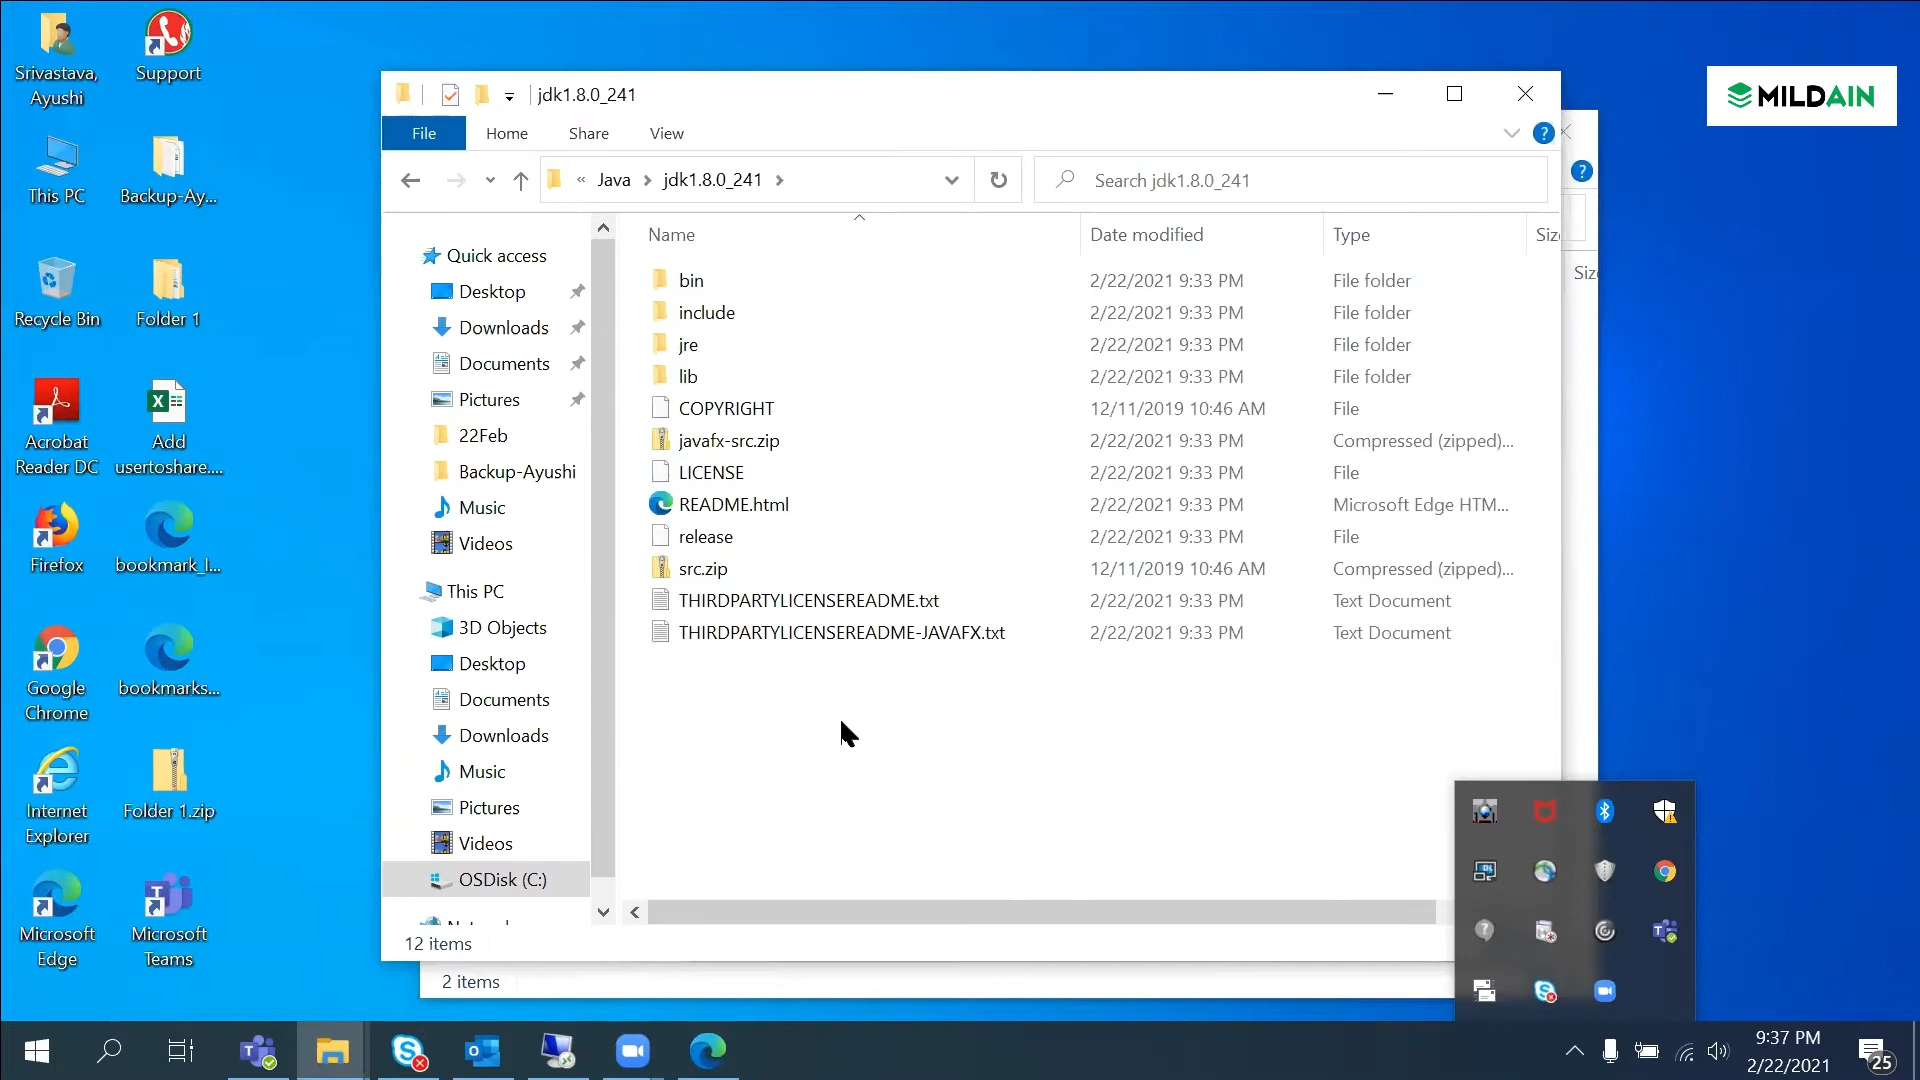 Srivastava,
Ayushi
Support
This PC
Backup-Ay...
Recycle Bin
Folder 1
Acrobat
Reader DC
Add
usertoshare....
Firefox
bookmark_l...
Google
Chrome
bookmarks...
Internet
Explorer
Folder 1.zip
Microsoft
Edge
Microsoft
Teams
MILDAIN
jdk1.8.0_241
File Home Share View
« Java > jdk1.8.0_241 >
Search jdk1.8.0_241
Quick access
Desktop
Downloads
Documents
Pictures
22Feb
Backup-Ayushi
Music
Videos
This PC
3D Objects
Desktop
Documents
Downloads
Music
Pictures
Videos
OSDisk (C:)
Name Date modified Type Siz
bin 2/22/2021 9:33 PM File folder
include 2/22/2021 9:33 PM File folder
jre 2/22/2021 9:33 PM File folder
lib 2/22/2021 9:33 PM File folder
COPYRIGHT 12/11/2019 10:46 AM File
javafx-src.zip 2/22/2021 9:33 PM Compressed (zipped)...
LICENSE 2/22/2021 9:33 PM File
README.html 2/22/2021 9:33 PM Microsoft Edge HTM...
release 2/22/2021 9:33 PM File
src.zip 12/11/2019 10:46 AM Compressed (zipped)...
THIRDPARTYLICENSEREADME.txt 2/22/2021 9:33 PM Text Document
THIRDPARTYLICENSEREADME-JAVAFX.txt 2/22/2021 9:33 PM Text Document
12 items
Siz
2 items
9:37 PM
2/22/2021
25